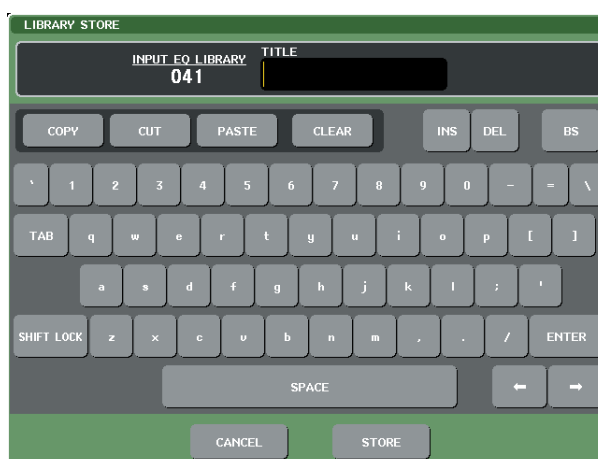 LIBRARY STORE
INPUT EQ LIBRARY TITLE
041
COPY CUT PASTE CLEAR INS DEL BS
` 1 2 3 4 5 6 7 8 9 0 - = \
TAB q w e r t y u i o p [ ]
a s d f g h j k l ; '
SHIFT LOCK z x c v b n m , . / ENTER
SPACE ← →
CANCEL STORE